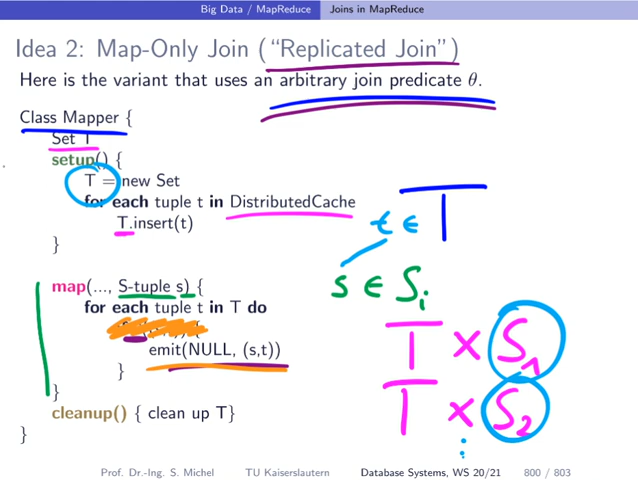 Big Data / MapReduce Joins in MapReduce
Idea 2: Map-Only Join (“Replicated Join”)
Here is the variant that uses an arbitrary join predicate θ.
Class Mapper {
Set T
setup() {
T = new Set
for each tuple t in DistributedCache
T.insert(t)
}
t ∈ T
s ∈ Si
map(..., S-tuple s) {
for each tuple t in T do
emit(NULL, (s,t))
}
}
cleanup() { clean up T}
}
T × S1
T × S2
⋮
Prof. Dr.-Ing. S. Michel TU Kaiserslautern Database Systems, WS 20/21 800 / 803